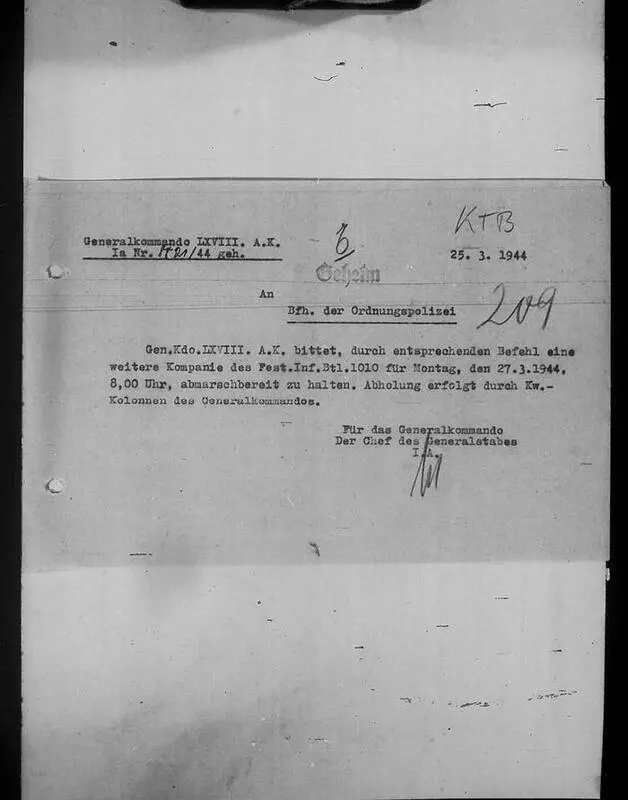 KTB
Generalkommando LXVIII. A.K.
Ia Nr. /44 geh.
6
25. 3. 1944
Geheim
An
Bfh. der Ordnungspolizei
209
Gen.Kdo.LXVIII. A.K. bittet, durch entsprechenden Befehl eine
weitere Kompanie des Fest.Inf.Btl.1010 für Montag, den 27.3.1944,
8,00 Uhr, abmarschbereit zu halten. Abholung erfolgt durch Kw.-
Kolonnen des Generalkommandos.
Für das Generalkommando
Der Chef des Generalstabes
I.A.